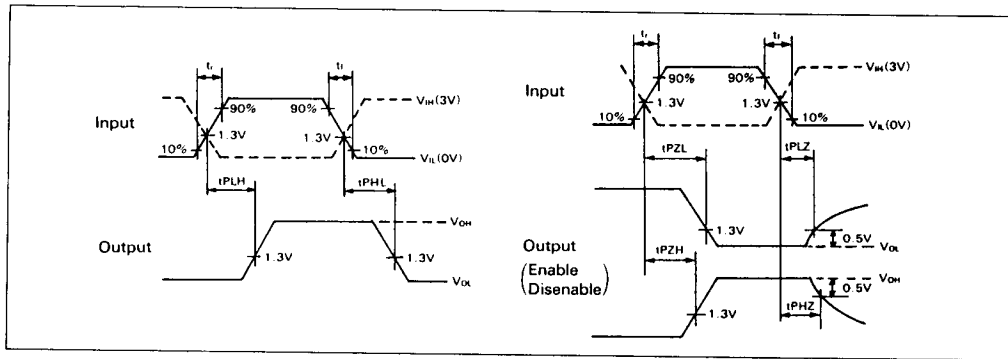 tr
tf
90%
90%
VIH(3V)
Input
1.3V
1.3V
10%
10%
VIL(0V)
tPLH
tPHL
VOH
Output
1.3V
1.3V
VOL
tr
tf
VIH(3V)
90%
90%
Input
1.3V
1.3V
10%
10%
VIL(0V)
tPZL
tPLZ
1.3V
0.5V
VOL
Output
(Enable
Disenable)
tPZH
VOH
0.5V
1.3V
tPHZ